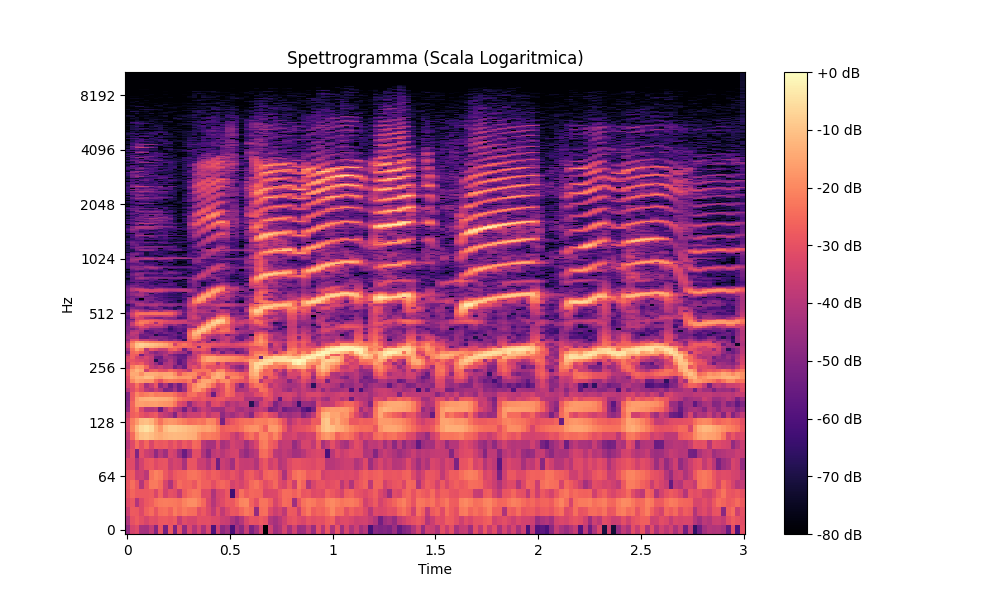 Spettrogramma (Scala Logaritmica)
Hz
8192
4096
2048
1024
512
256
128
64
0
0 0.5 1 1.5 2 2.5 3
Time
+0 dB
-10 dB
-20 dB
-30 dB
-40 dB
-50 dB
-60 dB
-70 dB
-80 dB